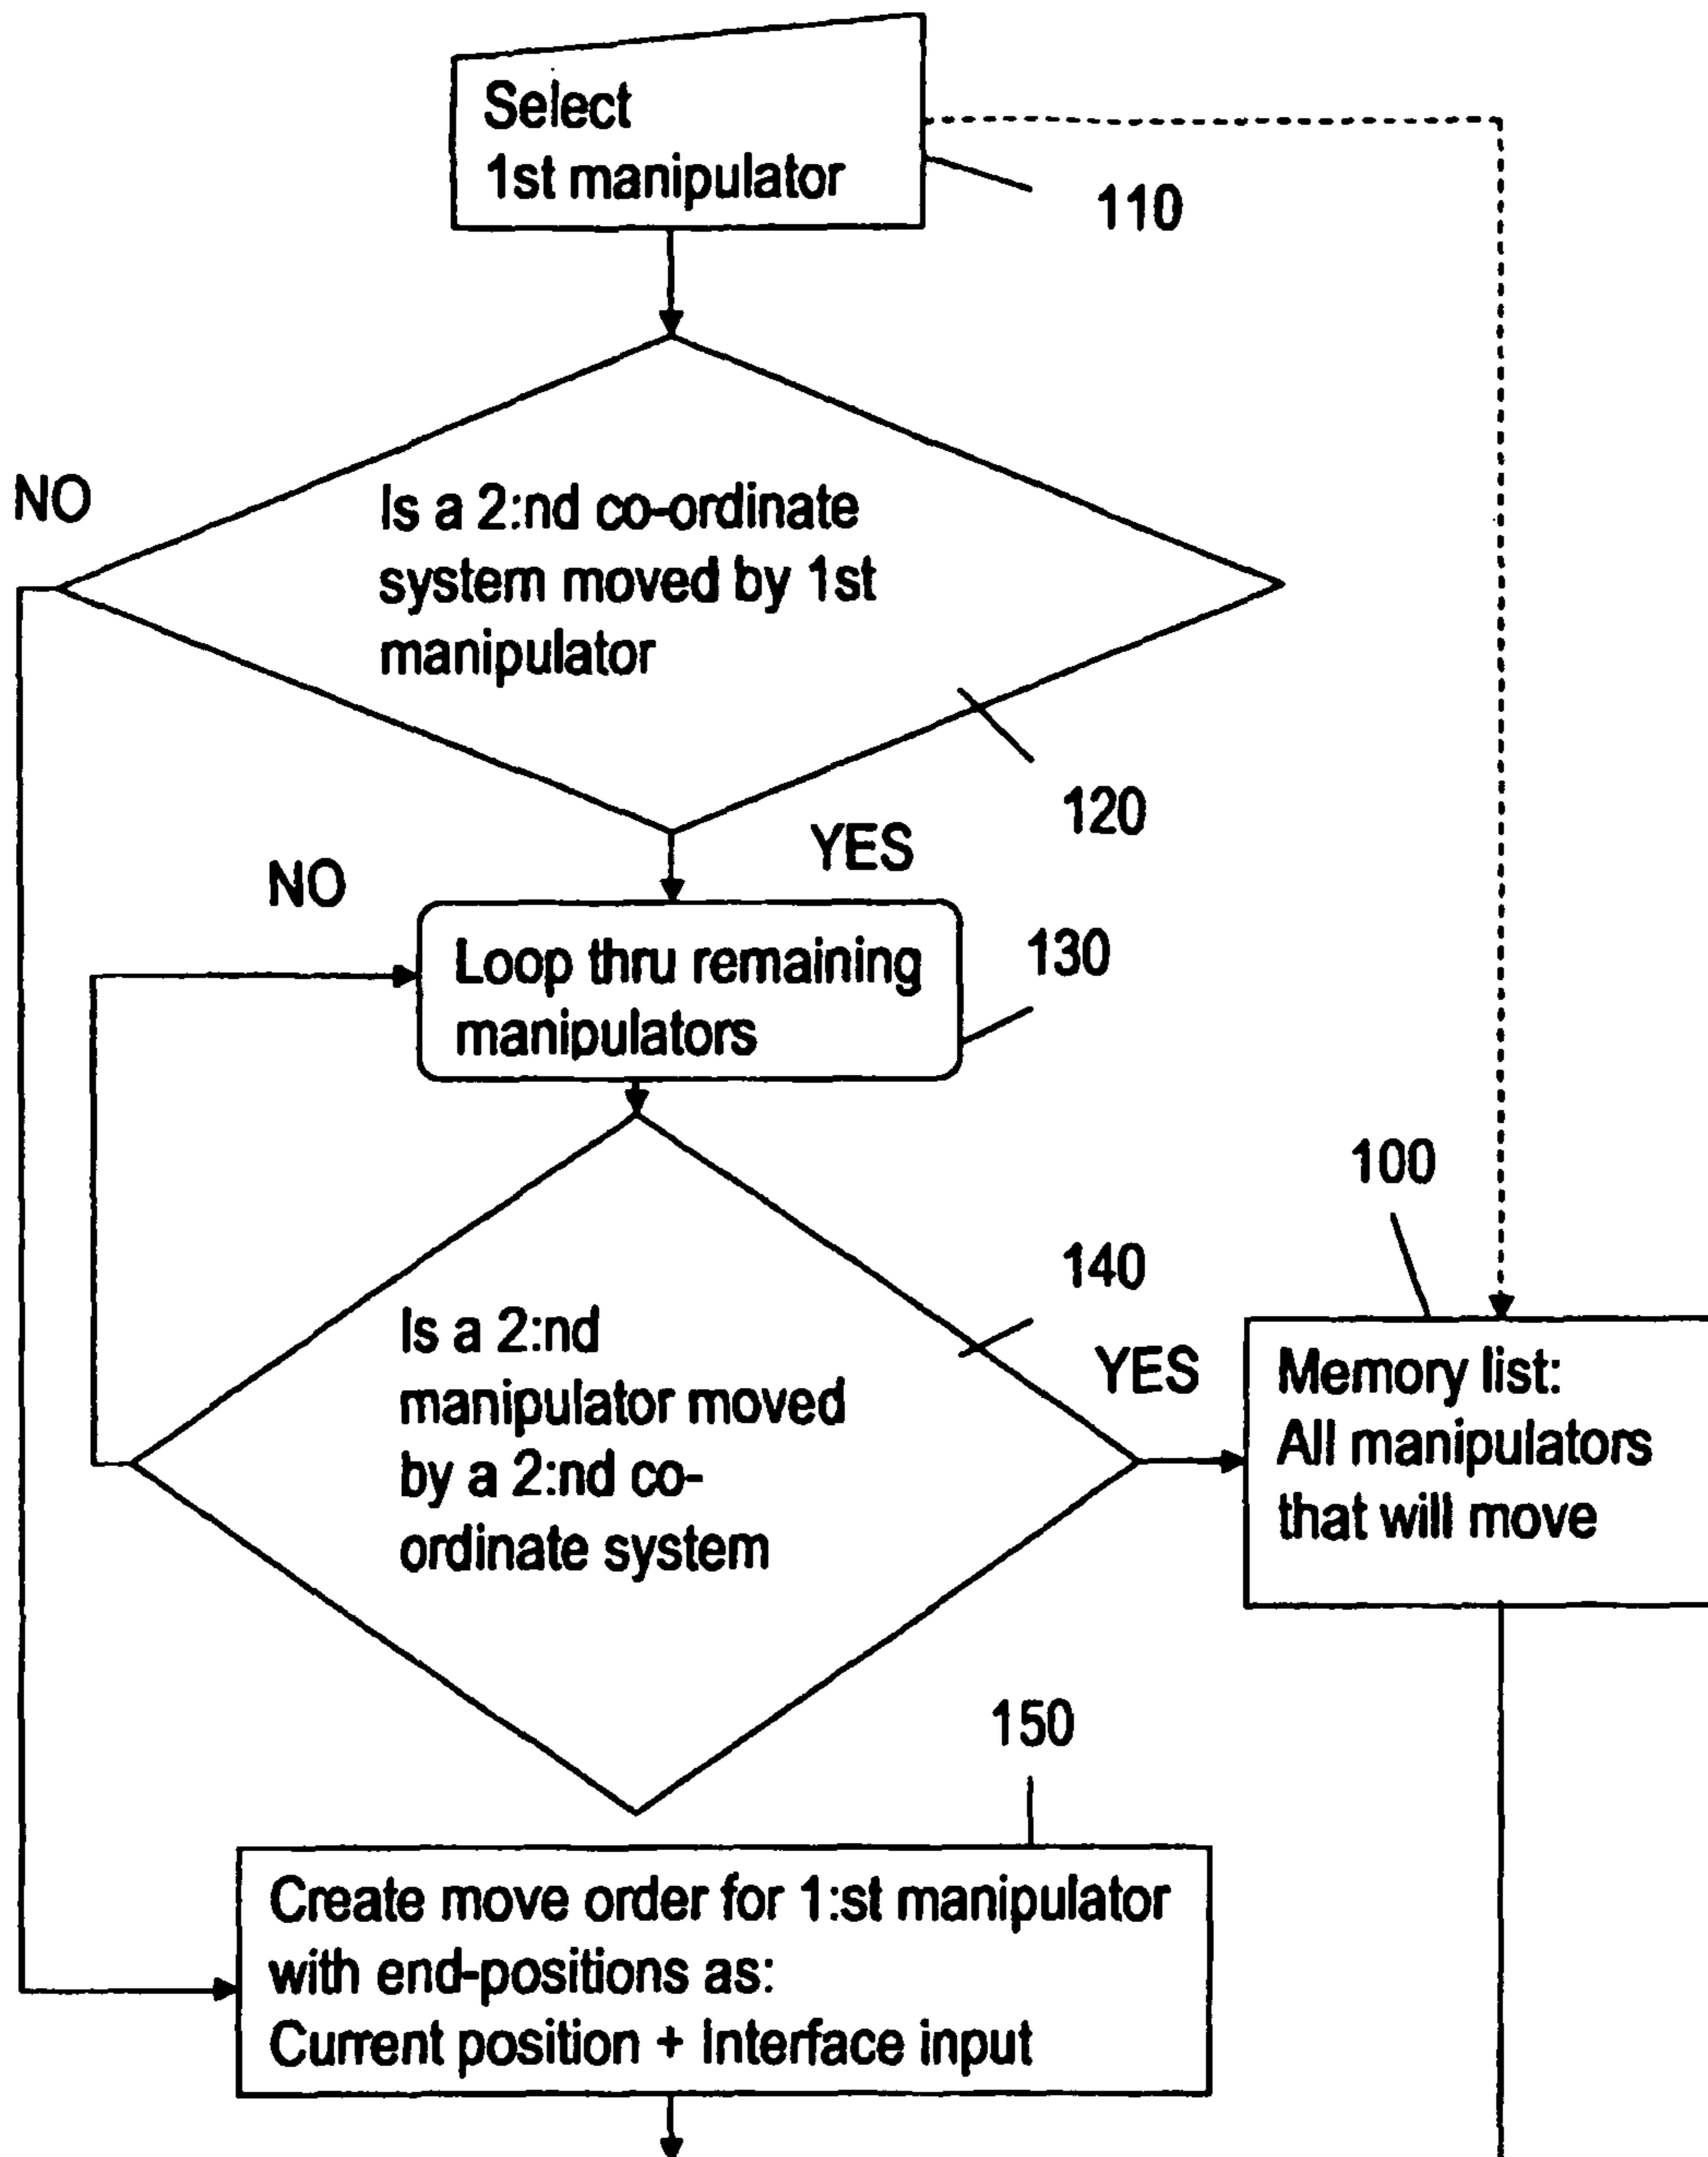 Select
1st manipulator
110
NO
Is a 2:nd co-ordinate
system moved by 1st
manipulator
120
YES
NO
Loop thru remaining
manipulators
130
100
140
Is a 2:nd
manipulator moved
by a 2:nd co-
ordinate system
YES
Memory list:
All manipulators
that will move
150
Create move order for 1:st manipulator
with end-positions as:
Current position + Interface input